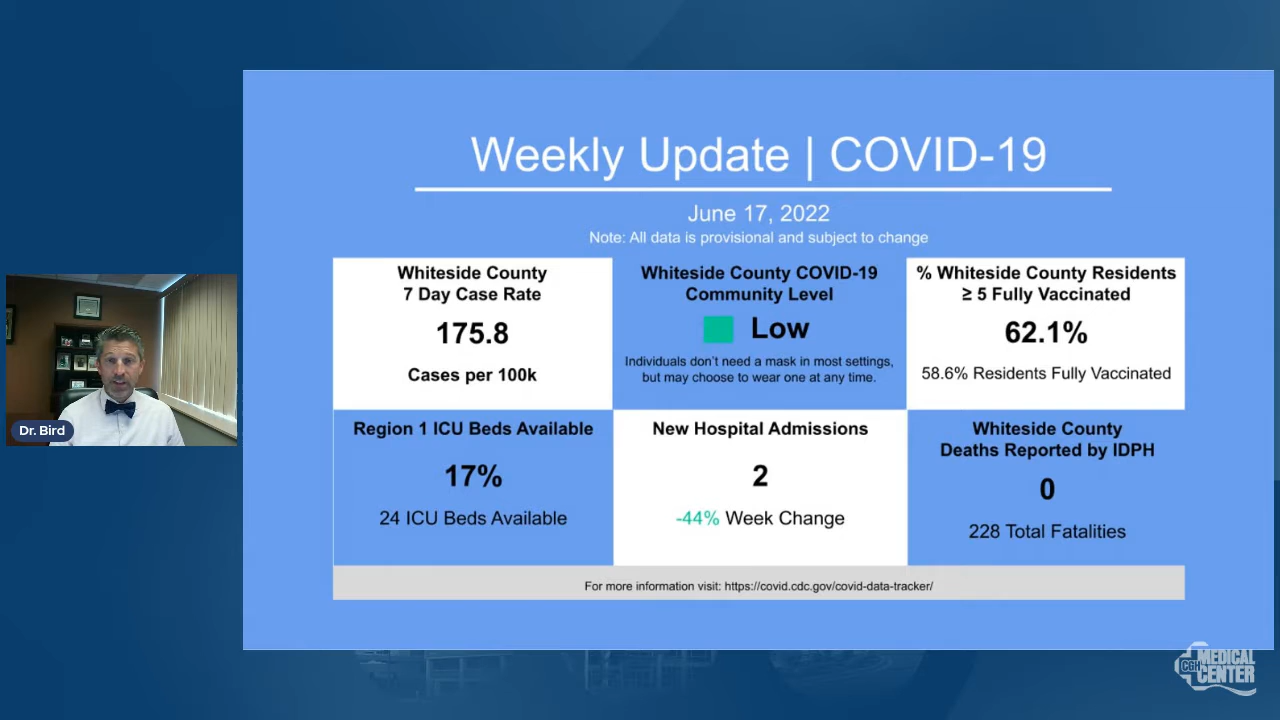 Weekly Update | COVID-19
June 17, 2022
Note: All data is provisional and subject to change
Whiteside County
7 Day Case Rate
175.8
Cases per 100k
Whiteside County COVID-19
Community Level
Low
Individuals don't need a mask in most settings,
but may choose to wear one at any time.
% Whiteside County Residents
≥ 5 Fully Vaccinated
62.1%
58.6% Residents Fully Vaccinated
Dr. Bird
Region 1 ICU Beds Available
17%
24 ICU Beds Available
New Hospital Admissions
2
-44% Week Change
Whiteside County
Deaths Reported by IDPH
0
228 Total Fatalities
For more information visit: https://covid.cdc.gov/covid-data-tracker/
CGH
MEDICAL
CENTER